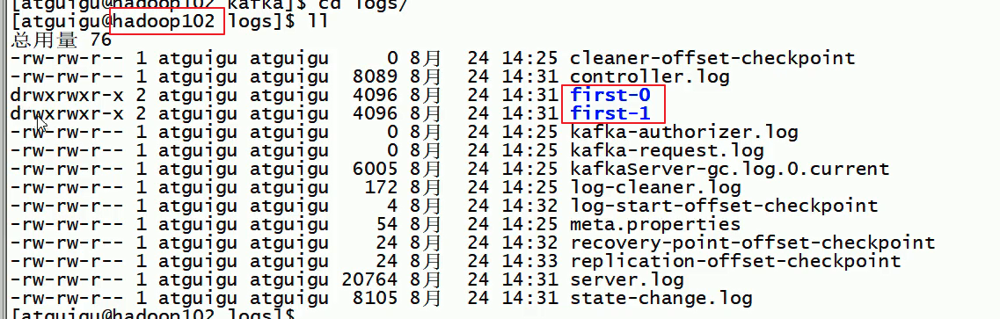 [atguigu@hadoop102 kafka]$ cd logs/
[atguigu@hadoop102 logs]$ ll
总用量 76
-rw-rw-r-- 1 atguigu atguigu     0 8月  24 14:25 cleaner-offset-checkpoint
-rw-rw-r-- 1 atguigu atguigu  8089 8月  24 14:31 controller.log
drwxrwxr-x 2 atguigu atguigu  4096 8月  24 14:31 first-0
drwxrwxr-x 2 atguigu atguigu  4096 8月  24 14:31 first-1
-rw-rw-r-- 1 atguigu atguigu     0 8月  24 14:25 kafka-authorizer.log
-rw-rw-r-- 1 atguigu atguigu     0 8月  24 14:25 kafka-request.log
-rw-rw-r-- 1 atguigu atguigu  6005 8月  24 14:25 kafkaServer-gc.log.0.current
-rw-rw-r-- 1 atguigu atguigu   172 8月  24 14:25 log-cleaner.log
-rw-rw-r-- 1 atguigu atguigu     4 8月  24 14:32 log-start-offset-checkpoint
-rw-rw-r-- 1 atguigu atguigu    54 8月  24 14:25 meta.properties
-rw-rw-r-- 1 atguigu atguigu    24 8月  24 14:32 recovery-point-offset-checkpoint
-rw-rw-r-- 1 atguigu atguigu    24 8月  24 14:33 replication-offset-checkpoint
-rw-rw-r-- 1 atguigu atguigu 20764 8月  24 14:31 server.log
-rw-rw-r-- 1 atguigu atguigu  8105 8月  24 14:31 state-change.log
[atguigu@hadoop102 logs]$